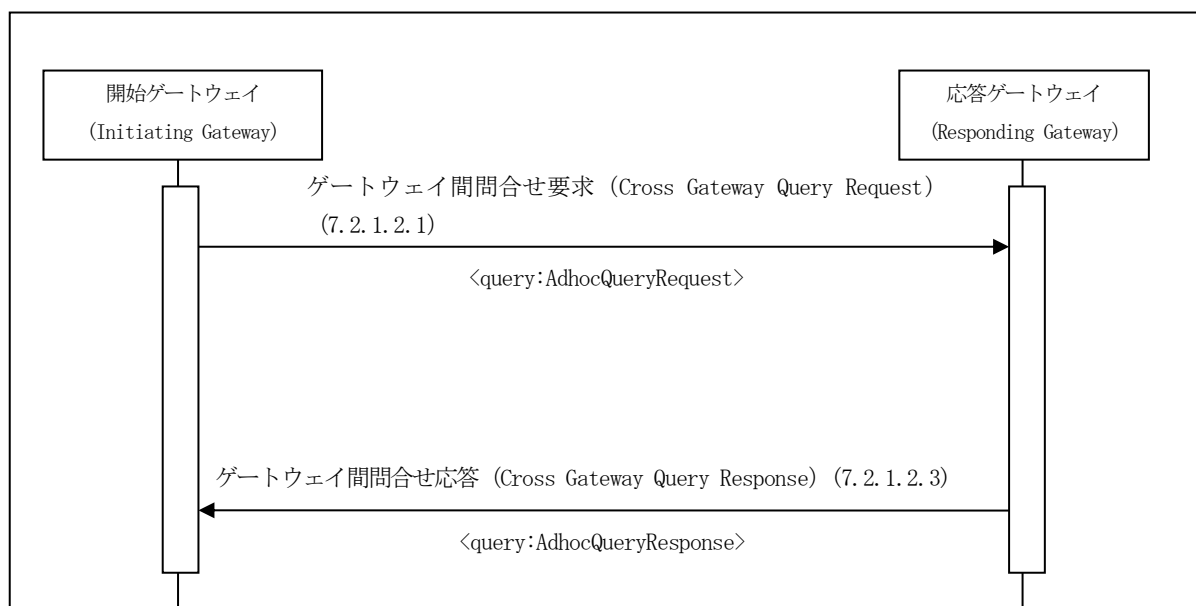 開始ゲートウェイ
(Initiating Gateway)
応答ゲートウェイ
(Responding Gateway)
ゲートウェイ間問合せ要求 (Cross Gateway Query Request)
(7.2.1.2.1)
<query:AdhocQueryRequest>
ゲートウェイ間問合せ応答 (Cross Gateway Query Response) (7.2.1.2.3)
<query:AdhocQueryResponse>